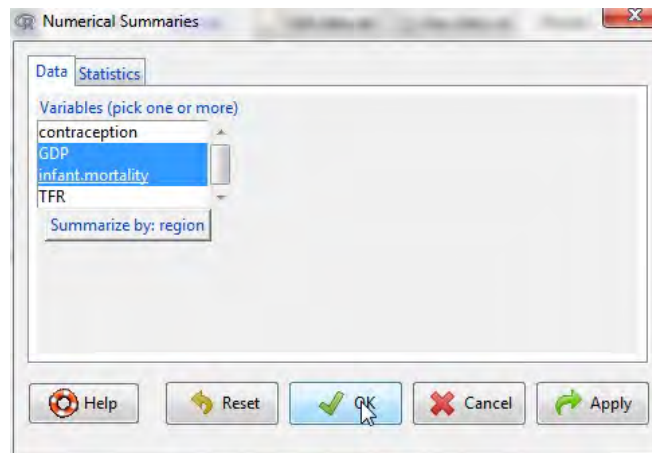 Numerical Summaries
Data Statistics
Variables (pick one or more)
contraception
GDP
infant.mortality
TFR
Summarize by: region
Help Reset OK Cancel Apply